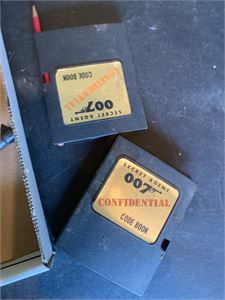 SECRET AGENT
007
CONFIDENTIAL
CODE BOOK
SECRET AGENT
007
CONFIDENTIAL
CODE BOOK